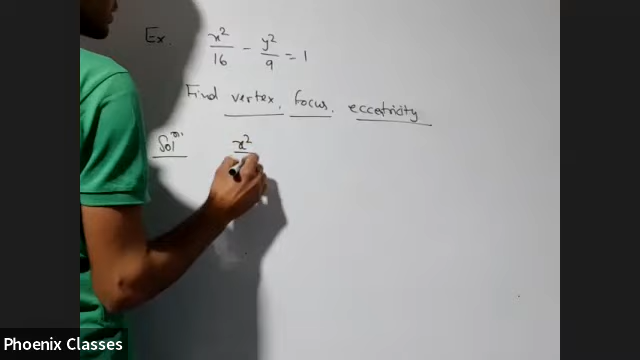 Ex. x²/16 - y²/9 = 1
Find vertex, focus, eccentricity
Solⁿ: x²
Phoenix Classes